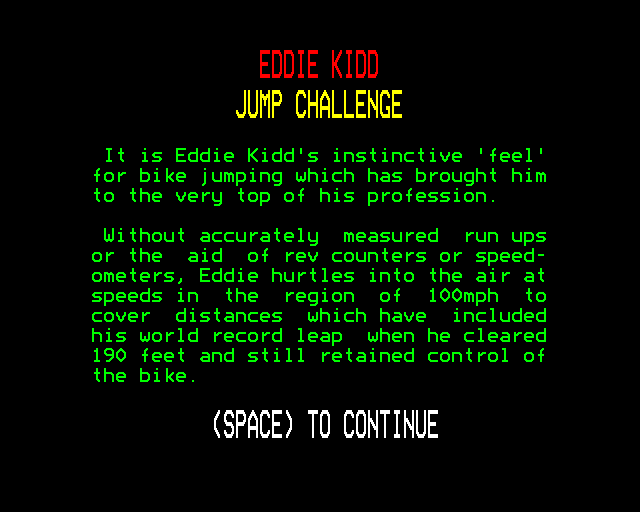 EDDIE KIDD
JUMP CHALLENGE
It is Eddie Kidd's instinctive 'feel'
for bike jumping which has brought him
to the very top of his profession.
Without accurately measured run ups
or the aid of rev counters or speed-
ometers, Eddie hurtles into the air at
speeds in the region of 100mph to
cover distances which have included
his world record leap when he cleared
190 feet and still retained control of
the bike.
(SPACE) TO CONTINUE